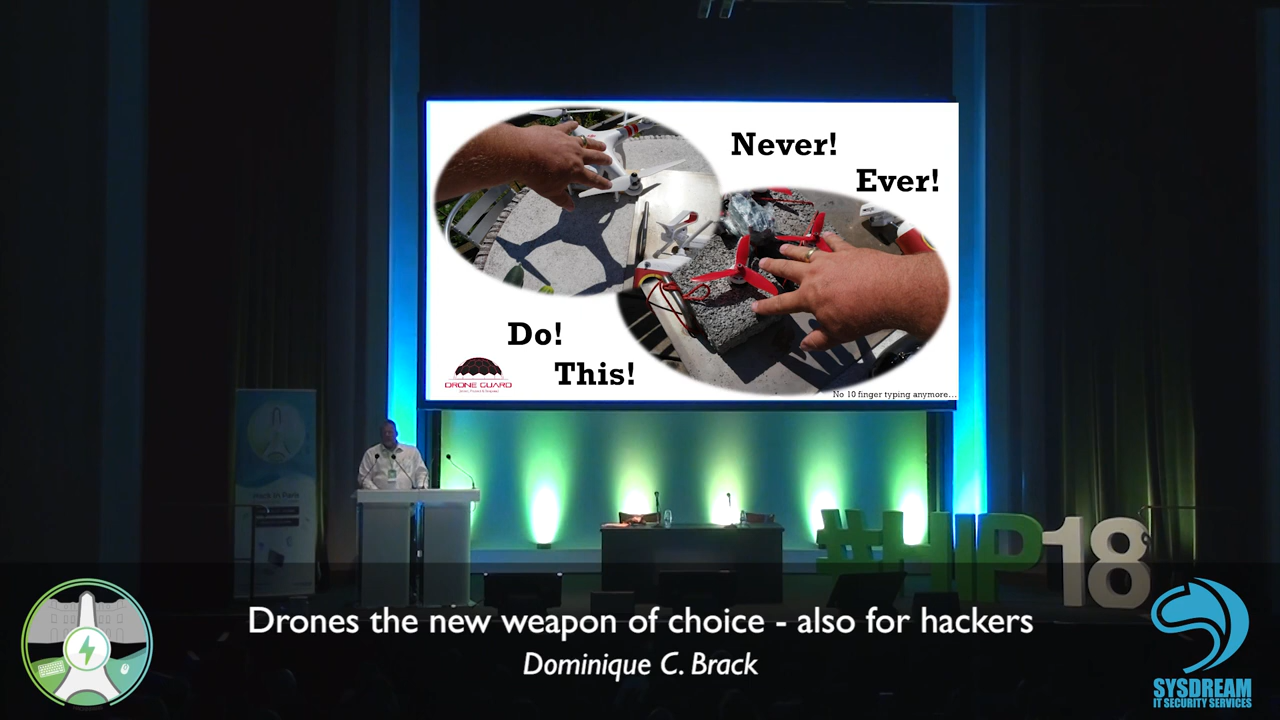 Never!
Ever!
Do!
This!
DRONE GUARD
No 10 finger typing anymore...
#HIP18
Drones the new weapon of choice - also for hackers
Dominique C. Brack
SYSDREAM
IT SECURITY SERVICES